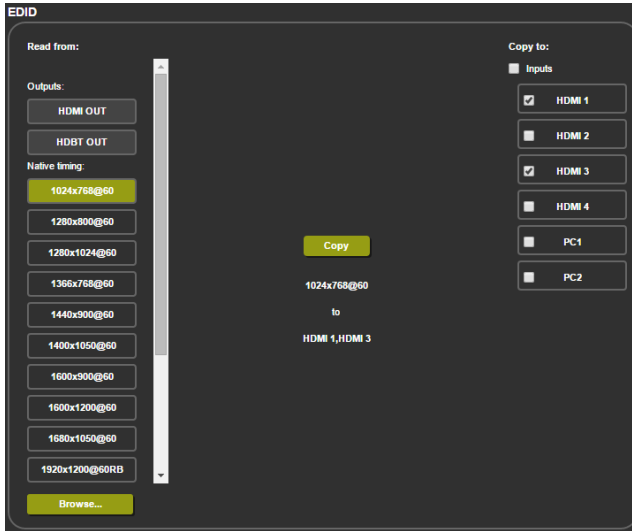 EDID
Read from:
Outputs:
HDMI OUT
HDBT OUT
Native timing:
1024x768@60
1280x800@60
1280x1024@60
1366x768@60
1440x900@60
1400x1050@60
1600x900@60
1600x1200@60
1680x1050@60
1920x1200@60RB
Browse...
Copy
1024x768@60
to
HDMI 1,HDMI 3
Copy to:
Inputs
HDMI 1
HDMI 2
HDMI 3
HDMI 4
PC1
PC2